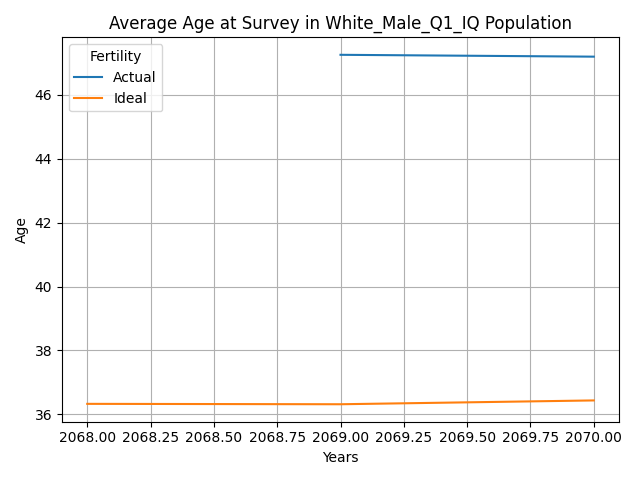 Average Age at Survey in White_Male_Q1_IQ Population
Fertility
Actual
Ideal
46
44
42
40
38
36
Age
2068.00 2068.25 2068.50 2068.75 2069.00 2069.25 2069.50 2069.75 2070.00
Years